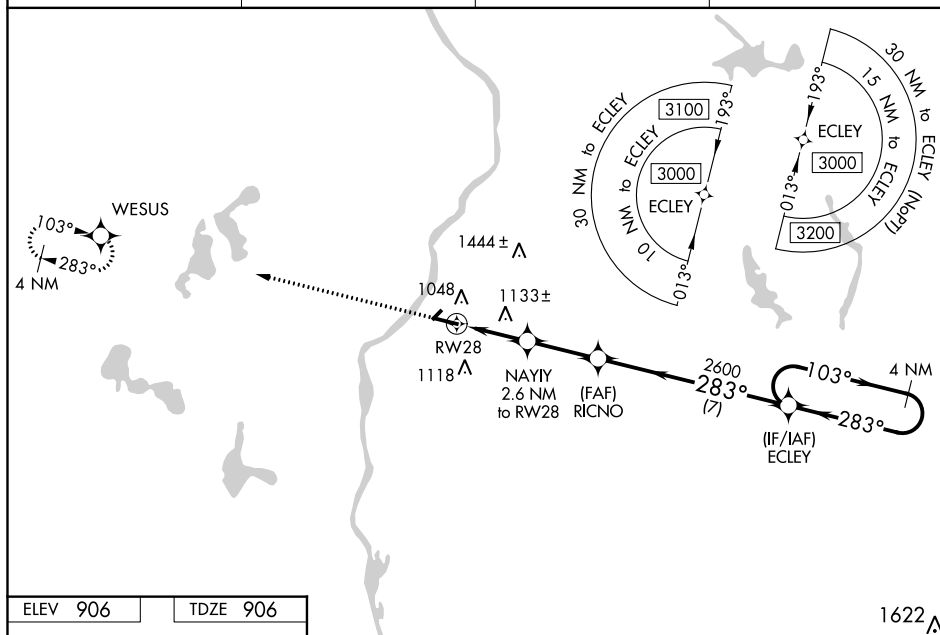 30 NM to ECLEY
3100
193°
10 NM to ECLEY
3000
ECLEY
013°
30 NM to ECLEY (NoPT)
15 NM to ECLEY
193°
ECLEY
3000
013°
3200
WESUS
103°
283°
4 NM
1444 ±
1048
1133 ±
RW28
1118
NAYIY
2.6 NM
to RW28
(FAF)
RICNO
2600
283°
(7)
103°
4 NM
283°
(IF/IAF)
ECLEY
ELEV 906
TDZE 906
1622